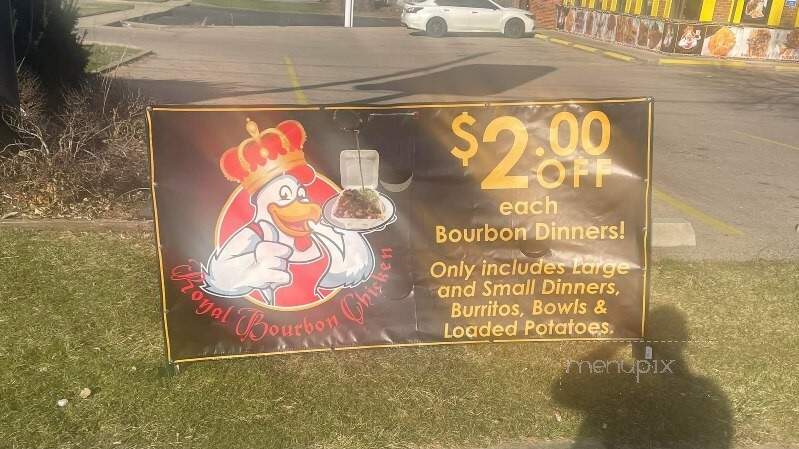 Royal Bourbon Chicken
$2.00
OFF
each
Bourbon Dinners!
Only includes Large
and Small Dinners,
Burritos, Bowls &
Loaded Potatoes.
menupix